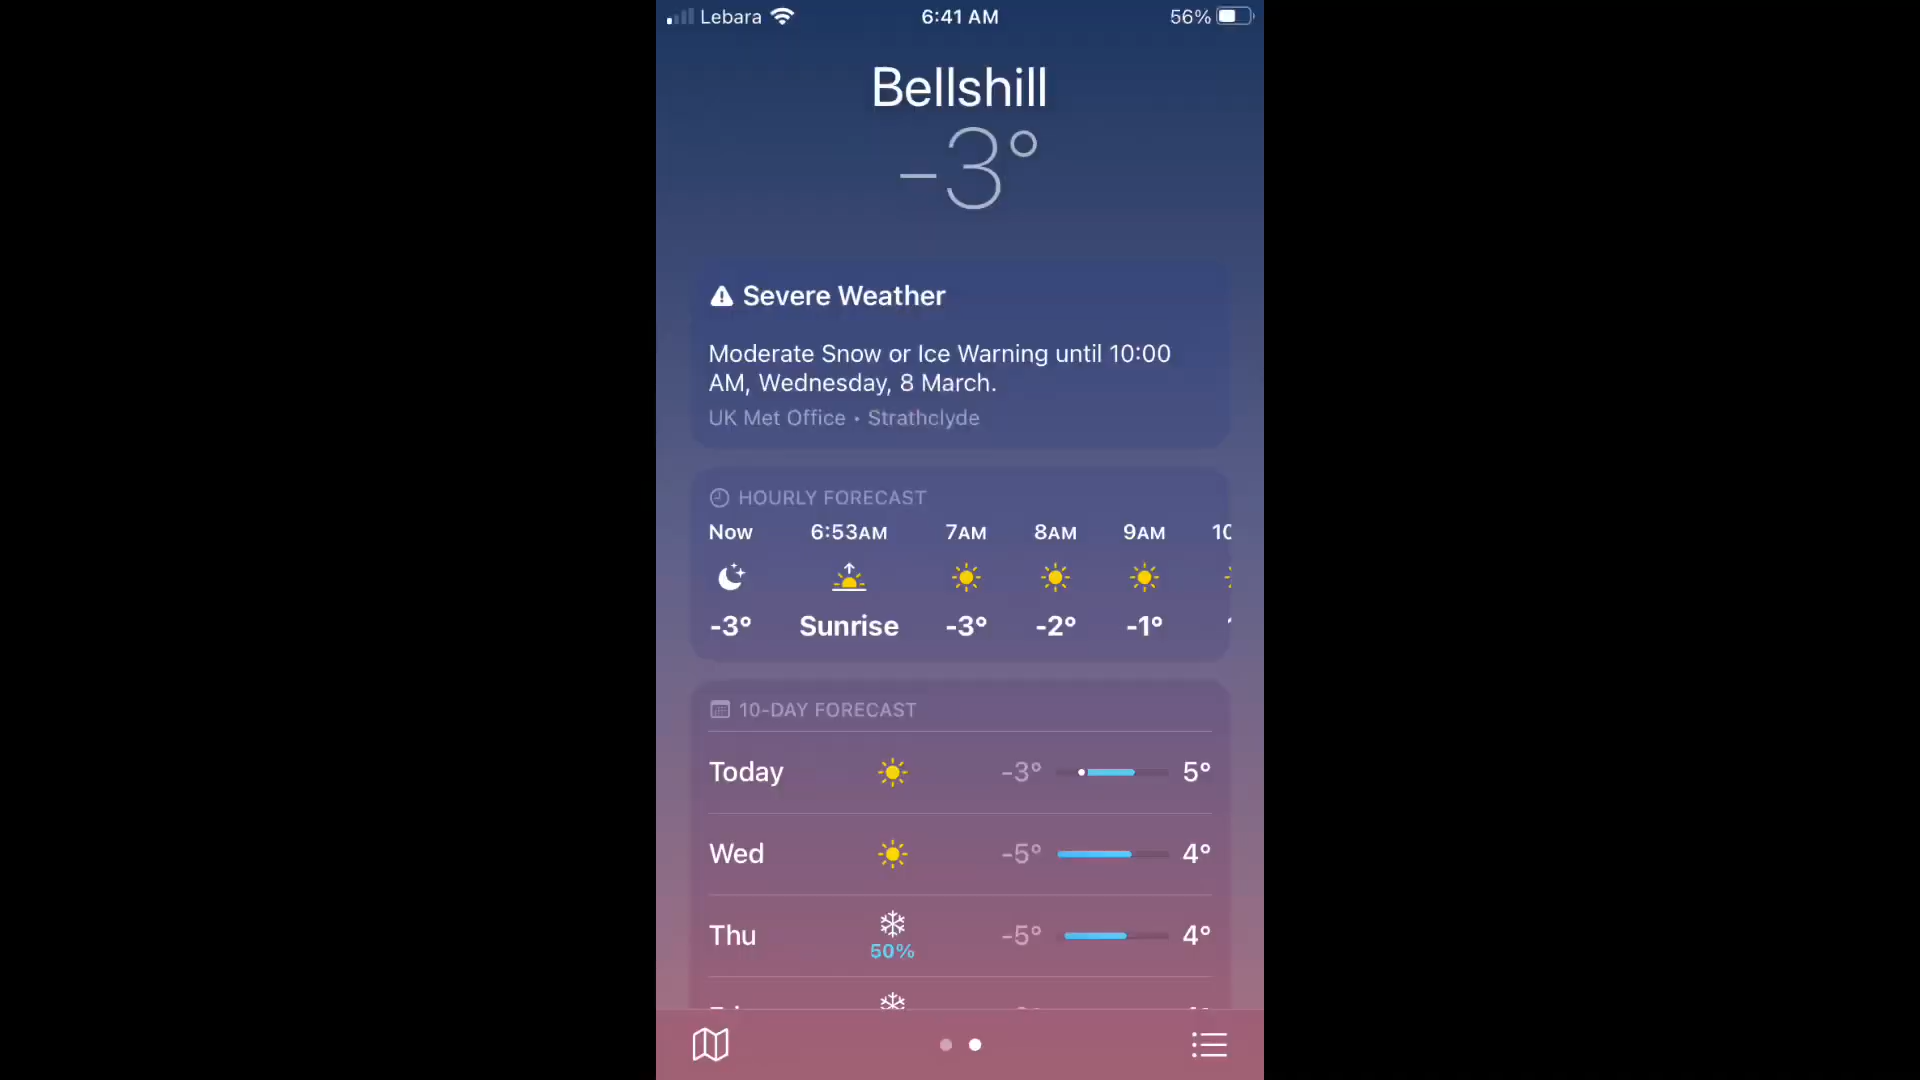 Lebara 6:41 AM 56%
Bellshill
-3°
Severe Weather
Moderate Snow or Ice Warning until 10:00
AM, Wednesday, 8 March.
UK Met Office • Strathclyde
HOURLY FORECAST
Now 6:53AM 7AM 8AM 9AM 10
-3° Sunrise -3° -2° -1°
10-DAY FORECAST
Today -3° 5°
Wed -5° 4°
Thu 50% -5° 4°